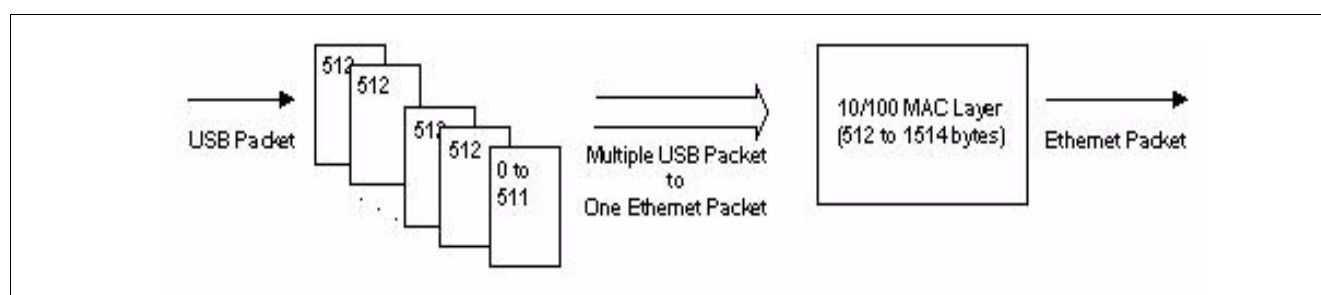 USB Packet
512
512
512
512
0 to
511
Multiple USB Packet
to
One Ethernet Packet
10/100 MAC Layer
(512 to 1514 bytes)
Ethernet Packet